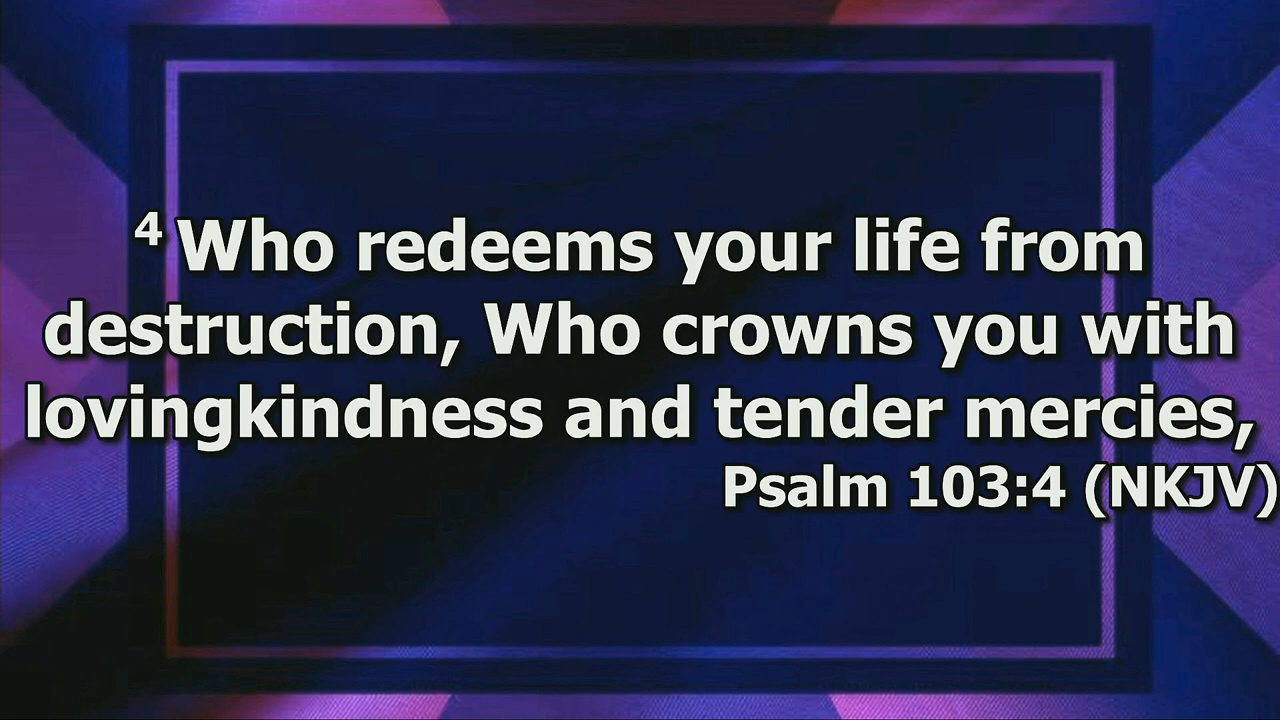 4 Who redeems your life from
destruction, Who crowns you with
lovingkindness and tender mercies,
Psalm 103:4 (NKJV)